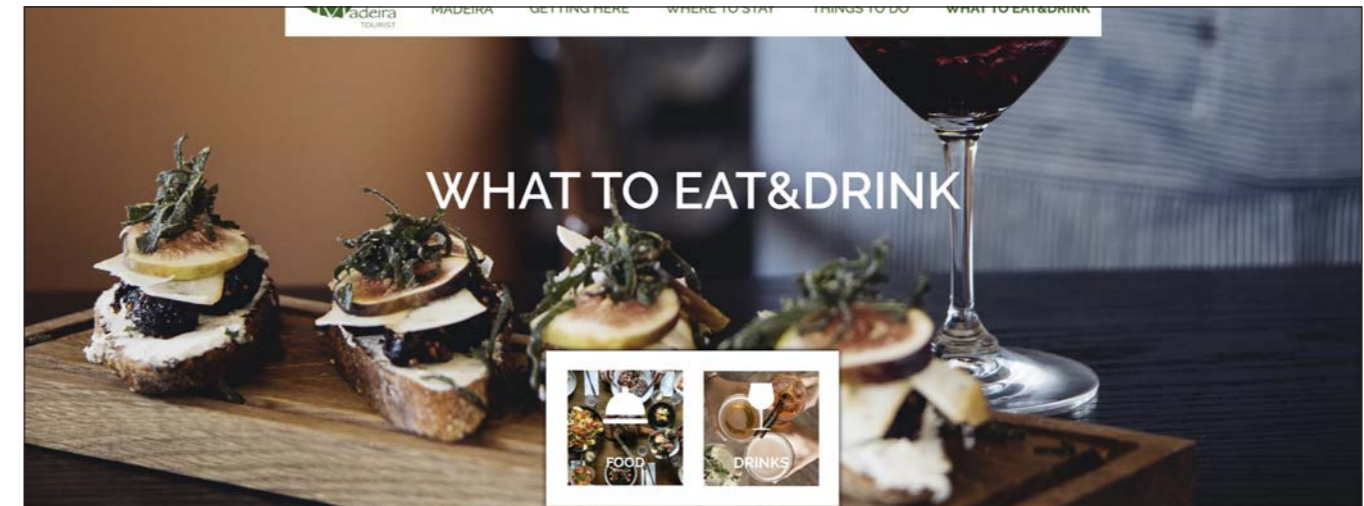 Madeira
TOURIST
MADEIRA GETTING HERE WHERE TO STAY THINGS TO DO WHAT TO EAT&DRINK
WHAT TO EAT&DRINK
FOOD DRINKS